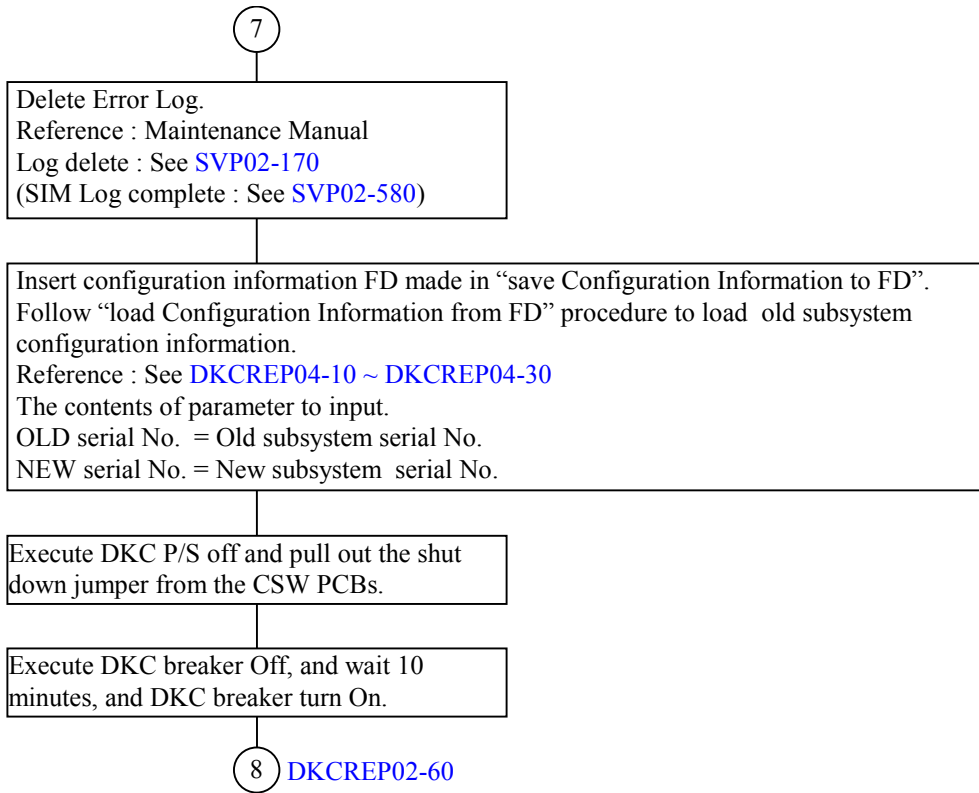 7
Delete Error Log.
Reference : Maintenance Manual
Log delete : See SVP02-170
(SIM Log complete : See SVP02-580)
Insert configuration information FD made in “save Configuration Information to FD”.
Follow “load Configuration Information from FD” procedure to load  old subsystem
configuration information.
Reference : See DKCREP04-10 ~ DKCREP04-30
The contents of parameter to input.
OLD serial No.  = Old subsystem serial No.
NEW serial No. = New subsystem  serial No.
Execute DKC P/S off and pull out the shut
down jumper from the CSW PCBs.
Execute DKC breaker Off, and wait 10
minutes, and DKC breaker turn On.
8 DKCREP02-60